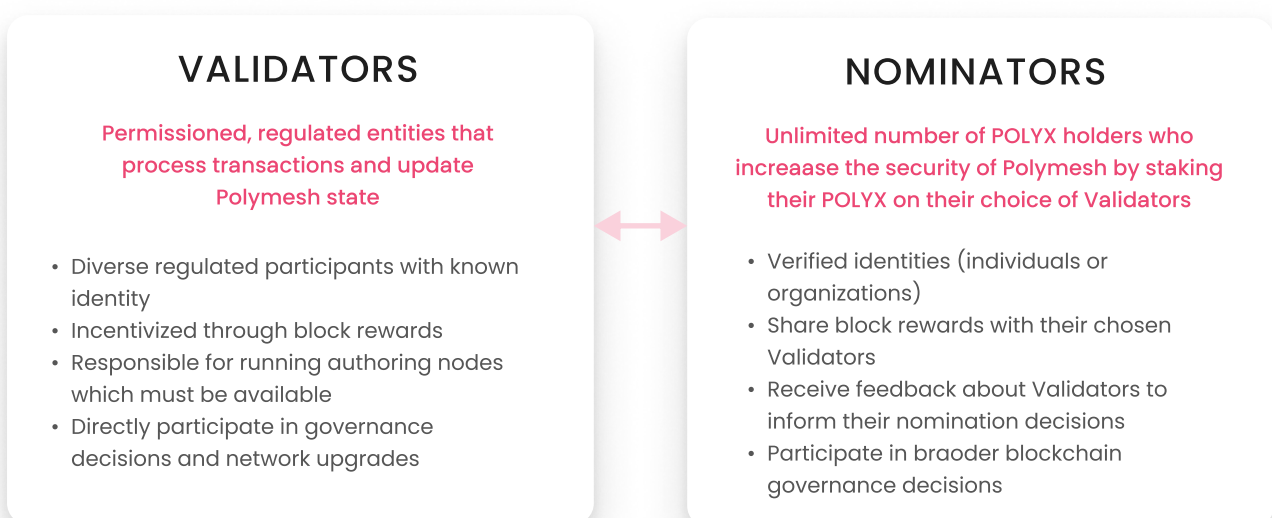 VALIDATORS
Permissioned, regulated entities that
process transactions and update
Polymesh state
• Diverse regulated participants with known
identity
• Incentivized through block rewards
• Responsible for running authoring nodes
which must be available
• Directly participate in governance
decisions and network upgrades
NOMINATORS
Unlimited number of POLYX holders who
increaase the security of Polymesh by staking
their POLYX on their choice of Validators
• Verified identities (individuals or
organizations)
• Share block rewards with their chosen
Validators
• Receive feedback about Validators to
inform their nomination decisions
• Participate in braoder blockchain
governance decisions